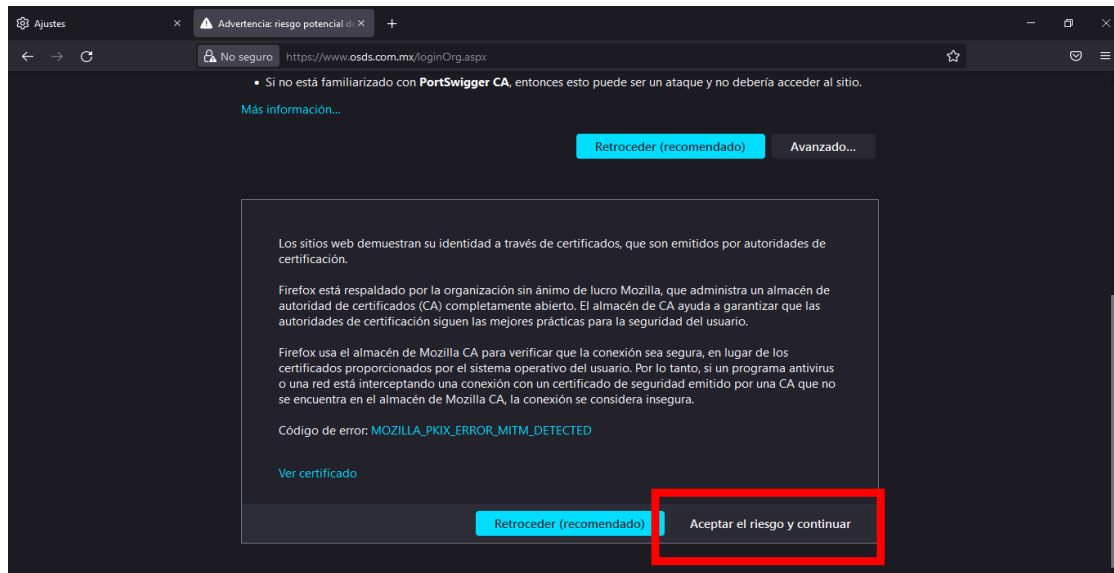 Ajustes
Advertencia: riesgo potencial de
No seguro https://www.osds.com.mx/loginOrg.aspx
• Si no está familiarizado con PortSwigger CA, entonces esto puede ser un ataque y no debería acceder al sitio.
Más información...
Retroceder (recomendado) Avanzado...
Los sitios web demuestran su identidad a través de certificados, que son emitidos por autoridades de
certificación.
Firefox está respaldado por la organización sin ánimo de lucro Mozilla, que administra un almacén de
autoridad de certificados (CA) completamente abierto. El almacén de CA ayuda a garantizar que las
autoridades de certificación siguen las mejores prácticas para la seguridad del usuario.
Firefox usa el almacén de Mozilla CA para verificar que la conexión sea segura, en lugar de los
certificados proporcionados por el sistema operativo del usuario. Por lo tanto, si un programa antivirus
o una red está interceptando una conexión con un certificado de seguridad emitido por una CA que no
se encuentra en el almacén de Mozilla CA, la conexión se considera insegura.
Código de error: MOZILLA_PKIX_ERROR_MITM_DETECTED
Ver certificado
Retroceder (recomendado) Aceptar el riesgo y continuar